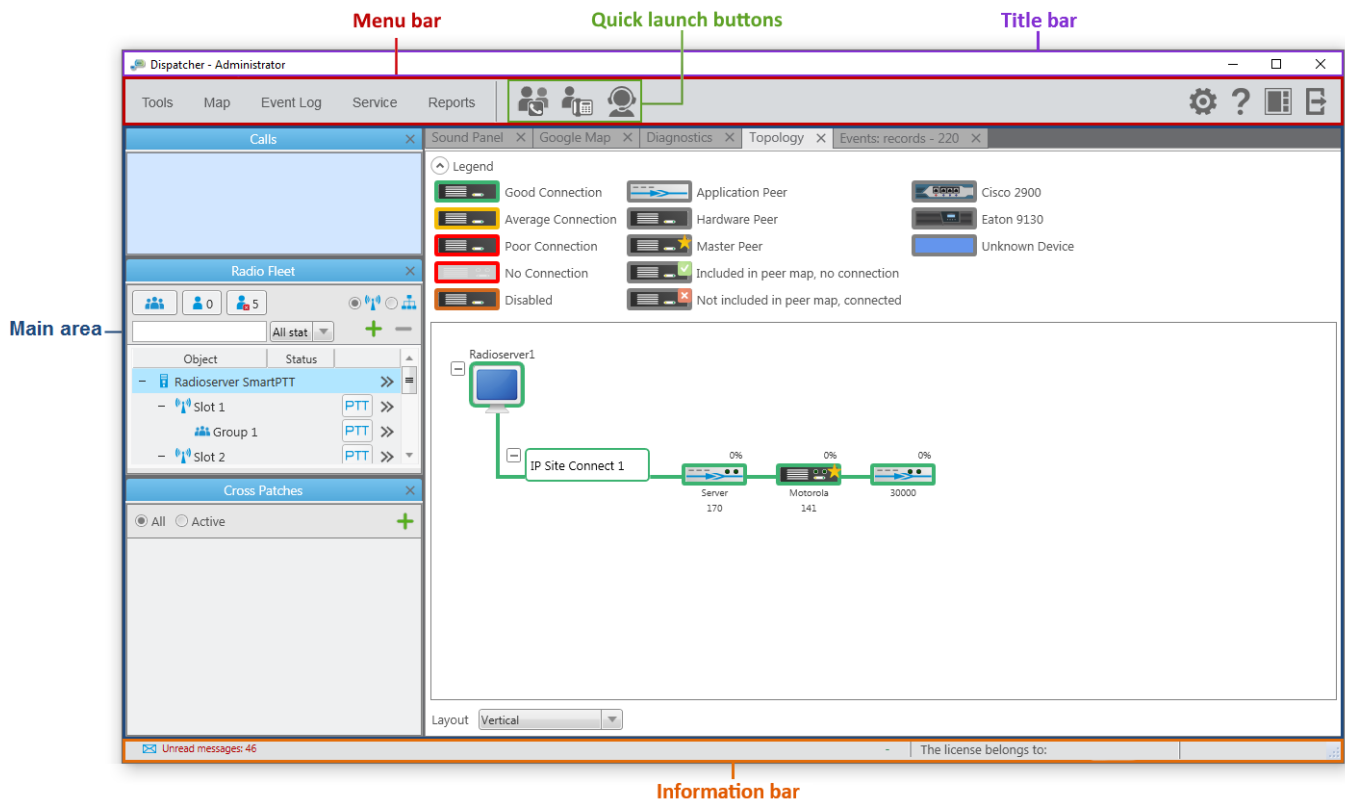 Menu bar
Quick launch buttons
Title bar
Dispatcher - Administrator
Tools Map Event Log Service Reports
Calls
Sound Panel Google Map Diagnostics Topology Events: records - 220
Legend
Good Connection Application Peer Cisco 2900
Average Connection Hardware Peer Eaton 9130
Poor Connection Master Peer Unknown Device
No Connection Included in peer map, no connection
Disabled Not included in peer map, connected
Radio Fleet
0 5
All stat
Main area
Object Status
Radioserver SmartPTT
Slot 1 PTT
Group 1 PTT
Slot 2 PTT
Cross Patches
All Active
Radioserver1
IP Site Connect 1
0% 0% 0%
Server Motorola 30000
170 141
Layout Vertical
Unread messages: 46 - The license belongs to:
Information bar